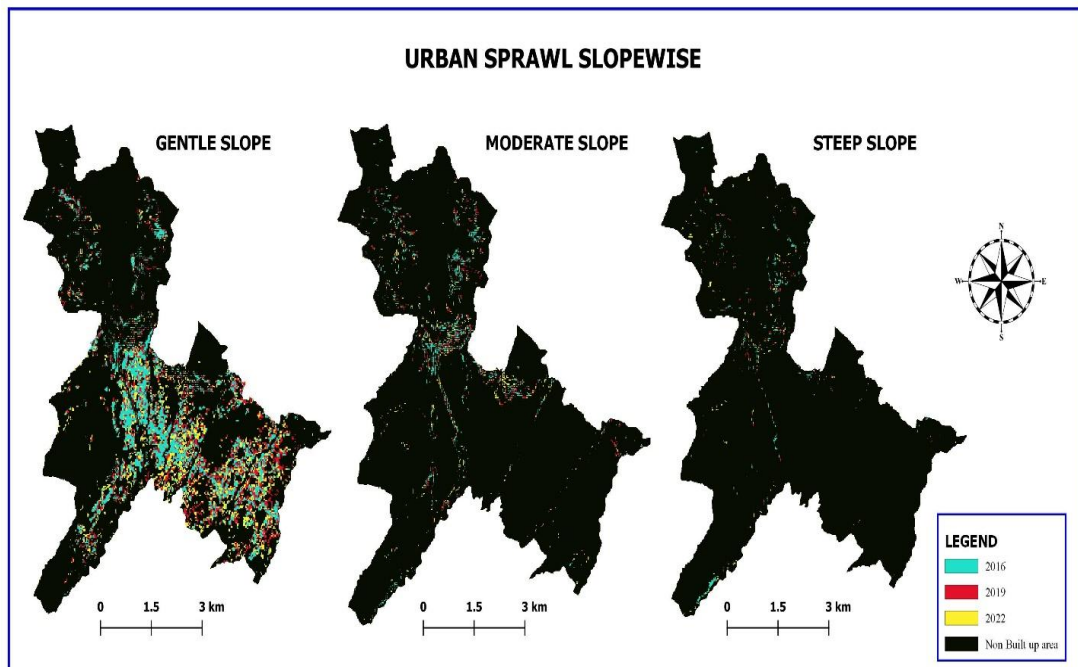 URBAN SPRAWL SLOPEWISE
GENTLE SLOPE
MODERATE SLOPE
STEEP SLOPE
N
W E
S
0 1.5 3 km
0 1.5 3 km
0 1.5 3 km
LEGEND
2016
2019
2022
Non Built up area